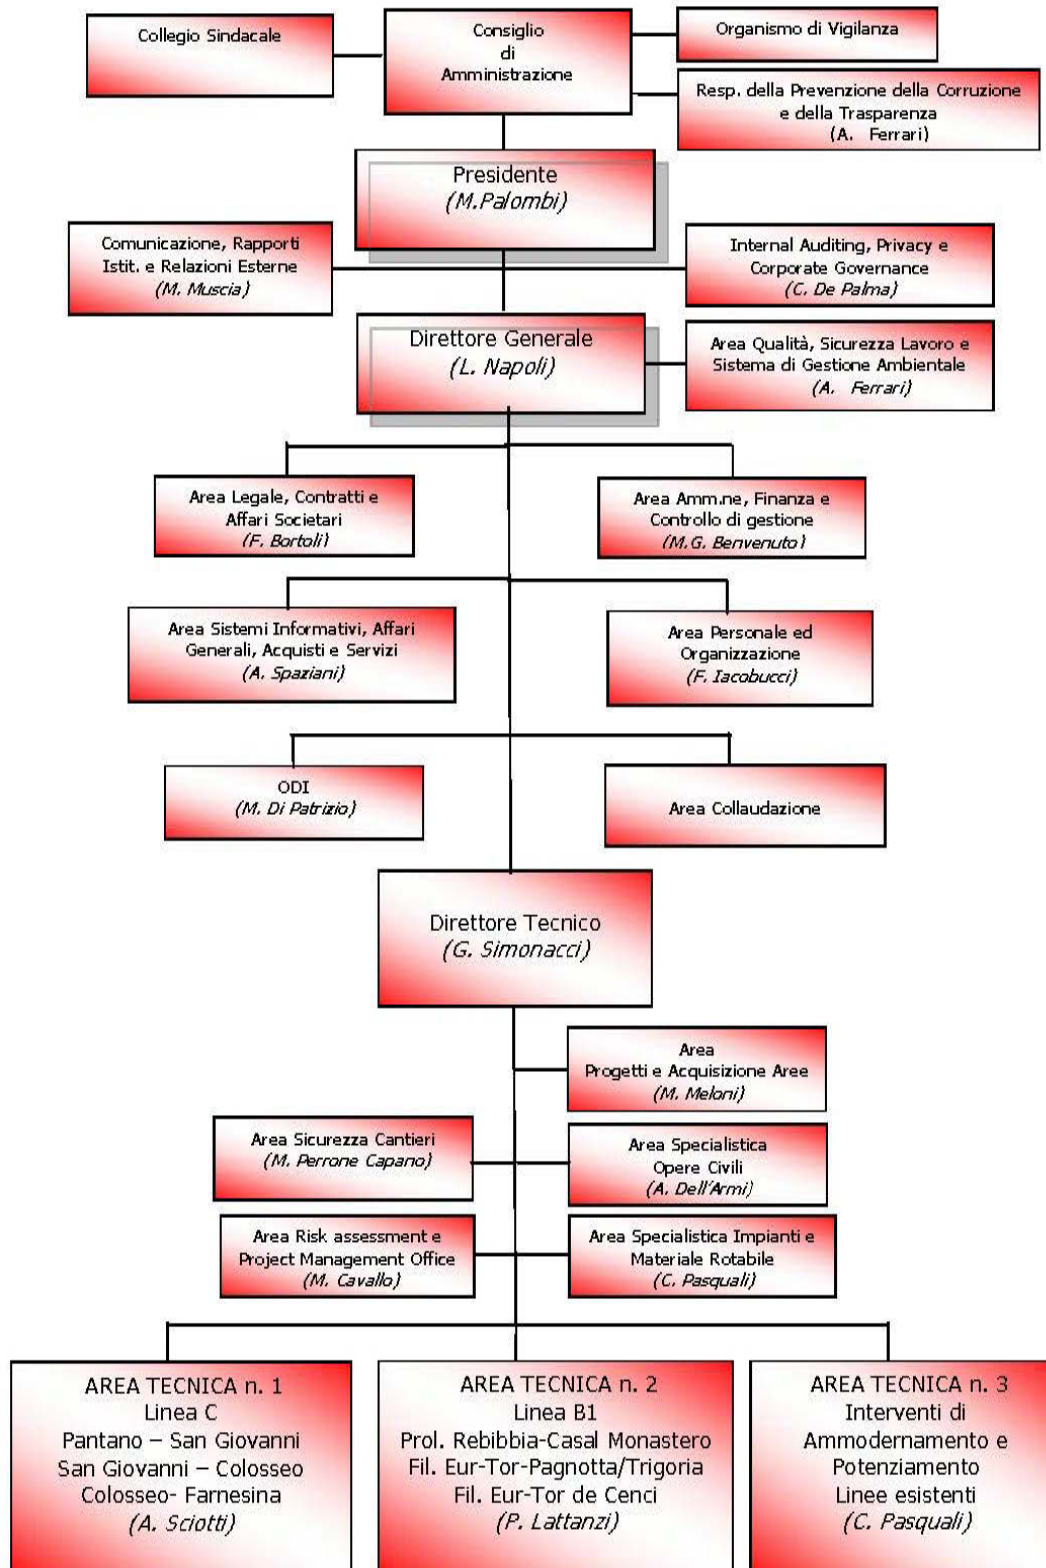 Collegio Sindacale
Consiglio
di
Amministrazione
Organismo di Vigilanza
Resp. della Prevenzione della Corruzione
e della Trasparenza
(A. Ferrari)
Presidente
(M.Palombi)
Comunicazione, Rapporti
Istit. e Relazioni Esterne
(M. Muscia)
Internal Auditing, Privacy e
Corporate Governance
(C. De Palma)
Direttore Generale
(L. Napoli)
Area Qualità, Sicurezza Lavoro e
Sistema di Gestione Ambientale
(A. Ferrari)
Area Legale, Contratti e
Affari Societari
(F. Bortoli)
Area Amm.ne, Finanza e
Controllo di gestione
(M.G. Benvenuto)
Area Sistemi Informativi, Affari
Generali, Acquisti e Servizi
(A. Spaziani)
Area Personale ed
Organizzazione
(F. Iacobucci)
ODI
(M. Di Patrizio)
Area Collaudazione
Direttore Tecnico
(G. Simonacci)
Area
Progetti e Acquisizione Aree
(M. Meloni)
Area Sicurezza Cantieri
(M. Perrone Capano)
Area Specialistica
Opere Civili
(A. Dell'Armi)
Area Risk assessment e
Project Management Office
(M. Cavallo)
Area Specialistica Impianti e
Materiale Rotabile
(C. Pasquali)
AREA TECNICA n. 1
Linea C
Pantano – San Giovanni
San Giovanni – Colosseo
Colosseo- Farnesina
(A. Sciotti)
AREA TECNICA n. 2
Linea B1
Prol. Rebibbia-Casal Monastero
Fil. Eur-Tor-Pagnotta/Trigoria
Fil. Eur-Tor de Cenci
(P. Lattanzi)
AREA TECNICA n. 3
Interventi di
Ammodernamento e
Potenziamento
Linee esistenti
(C. Pasquali)